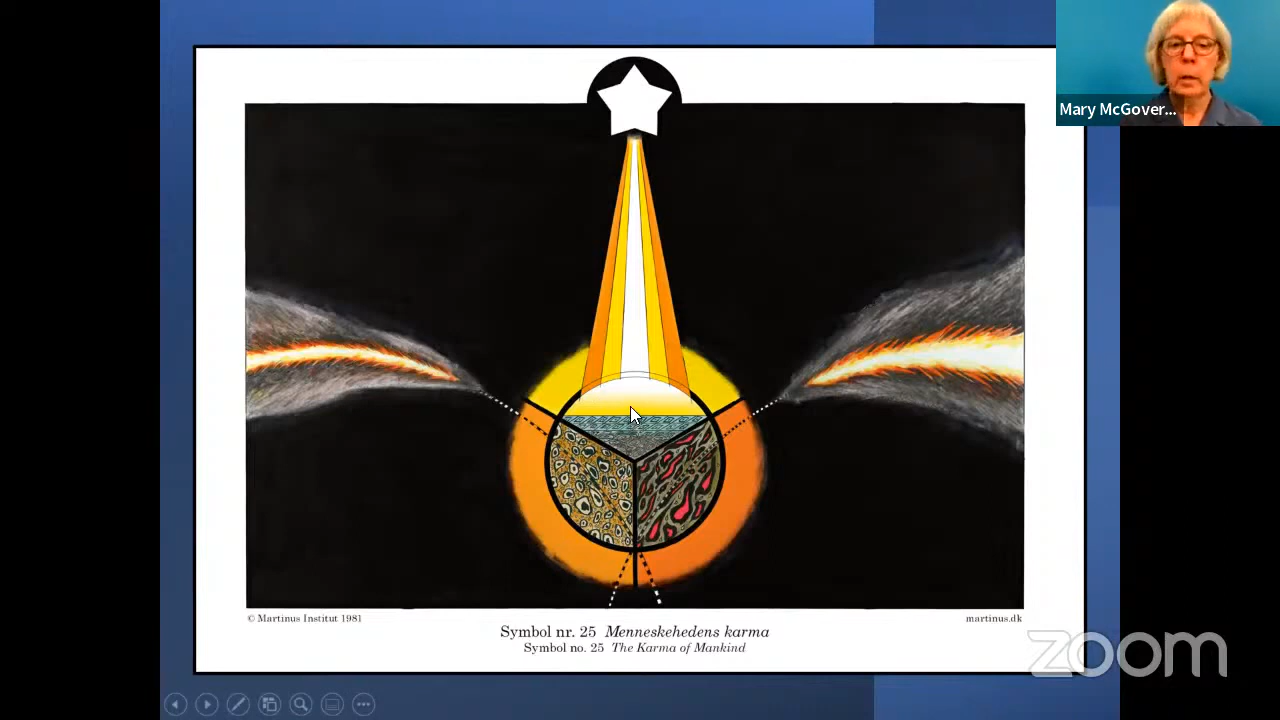 Mary McGover...
© Martinus Institut 1981
martinus.dk
Symbol nr. 25 Menneskehedens karma
Symbol no. 25 The Karma of Mankind
zoom